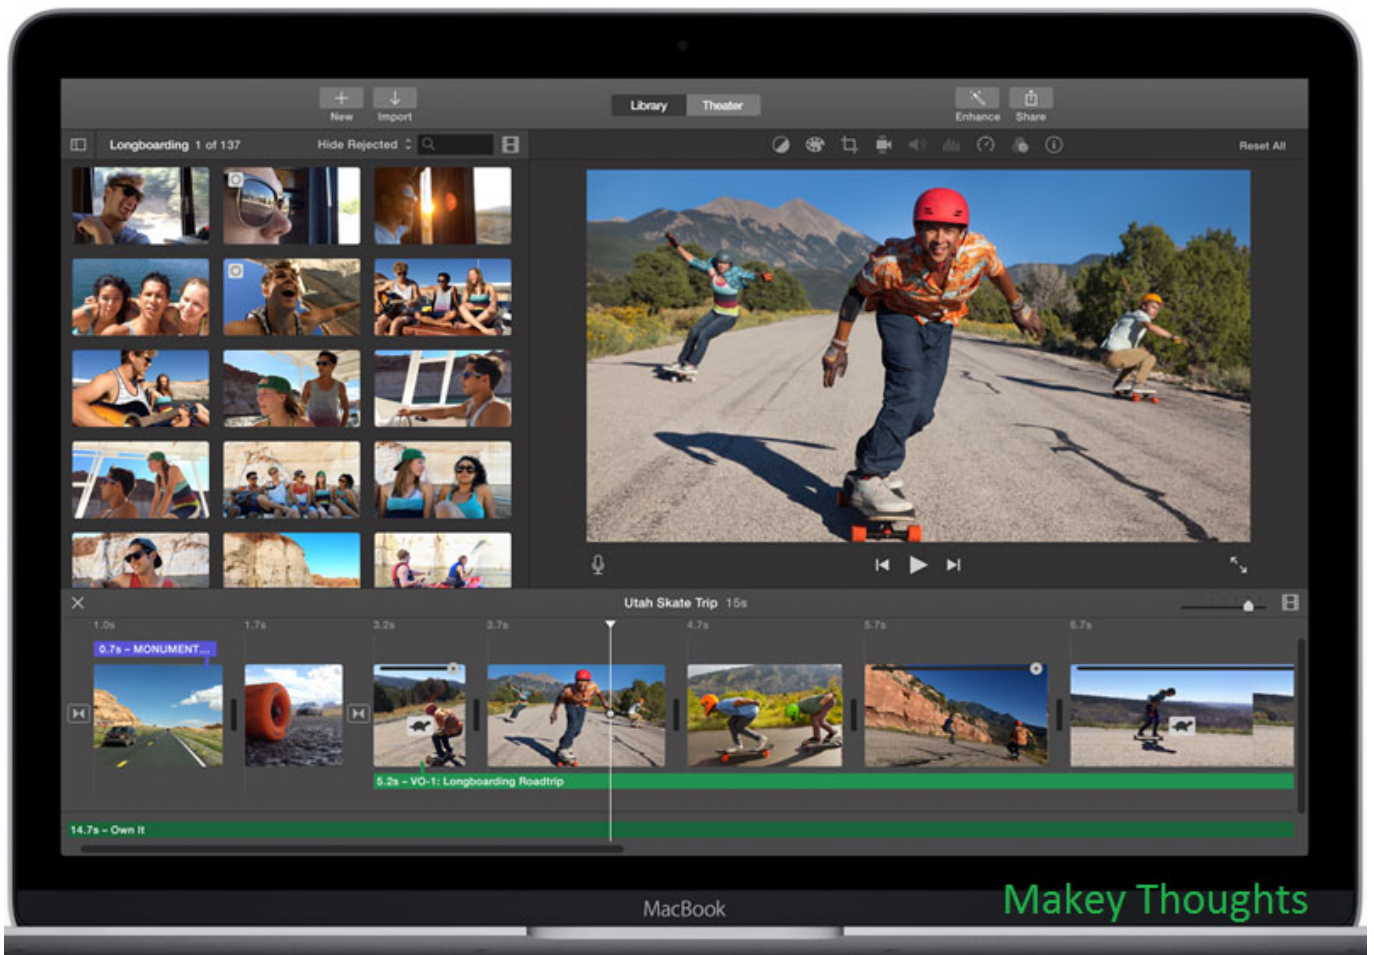 New Import
Library Theater
Enhance Share
Longboarding 1 of 137
Hide Rejected
Reset All
Utah Skate Trip 15s
1.0s 1.7s 3.2s 3.7s 4.7s 5.7s 6.7s
0.7s – MONUMENT...
5.2s – VO-1: Longboarding Roadtrip
14.7s – Own It
MacBook
Makey Thoughts